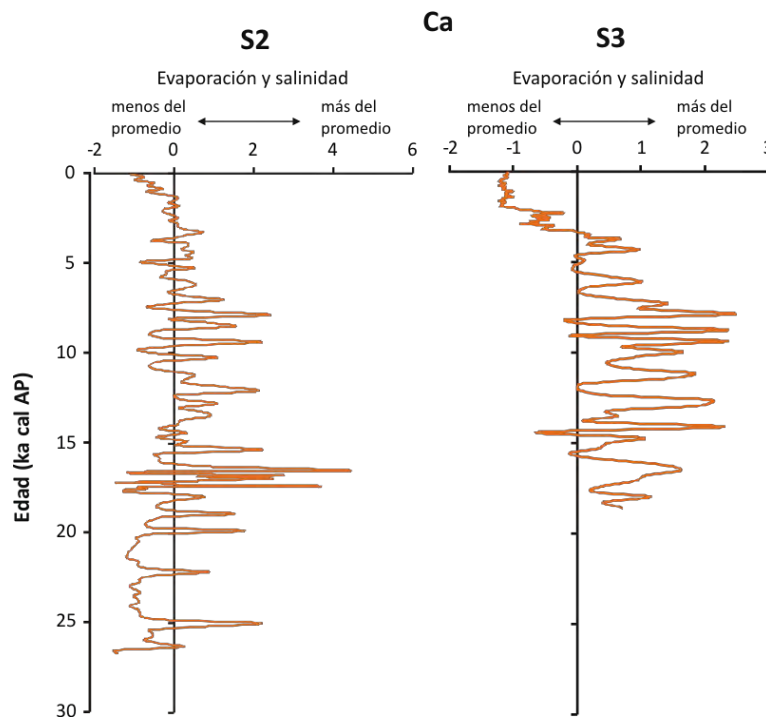 Ca
S2
S3
Evaporación y salinidad
Evaporación y salinidad
menos del promedio
más del promedio
menos del promedio
más del promedio
-2 0 2 4 6
-2 -1 0 1 2 3
0
5
10
15
20
25
30
Edad (ka cal AP)